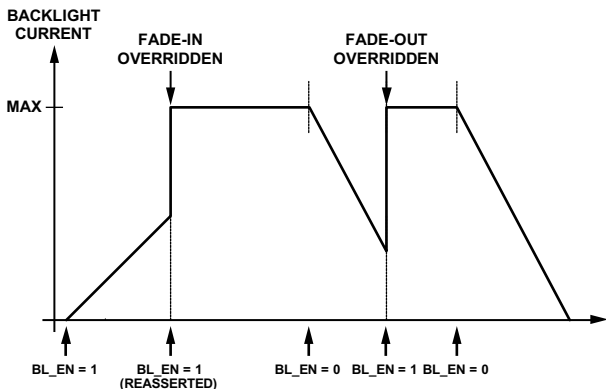 BACKLIGHT
CURRENT
FADE-IN
OVERRIDDEN
FADE-OUT
OVERRIDDEN
MAX
BL_EN = 1
BL_EN = 1
(REASSERTED)
BL_EN = 0
BL_EN = 1
BL_EN = 0